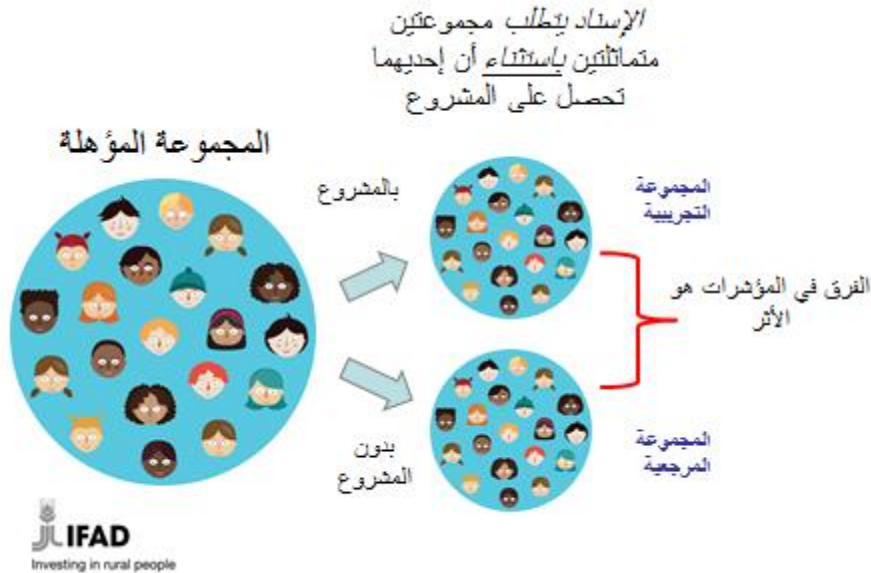 الإسناد يتطلب مجموعتين
متماثلتين باستثناء أن إحديهما
تحصل على المشروع
المجموعة المؤهلة
بالمشروع
المجموعة
التجريبية
الفرق في المؤشرات هو
الأثر
بدون
المشروع
المجموعة
المرجعية
IFAD
Investing in rural people